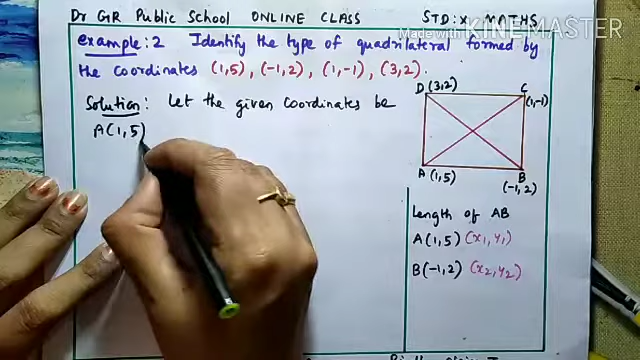 Dr GR Public School ONLINE CLASS STD: X MATHS
Made with KINEMASTER
example: 2 Identify the type of quadrilateral formed by
the coordinates (1,5), (-1,2), (1,-1), (3,2).
Solution: Let the given coordinates be
A(1,5)
D (3,2) C
(1,-1)
A (1,5) B
(-1,2)
Length of AB
A(1,5) (x1,y1)
B(-1,2) (x2,y2)